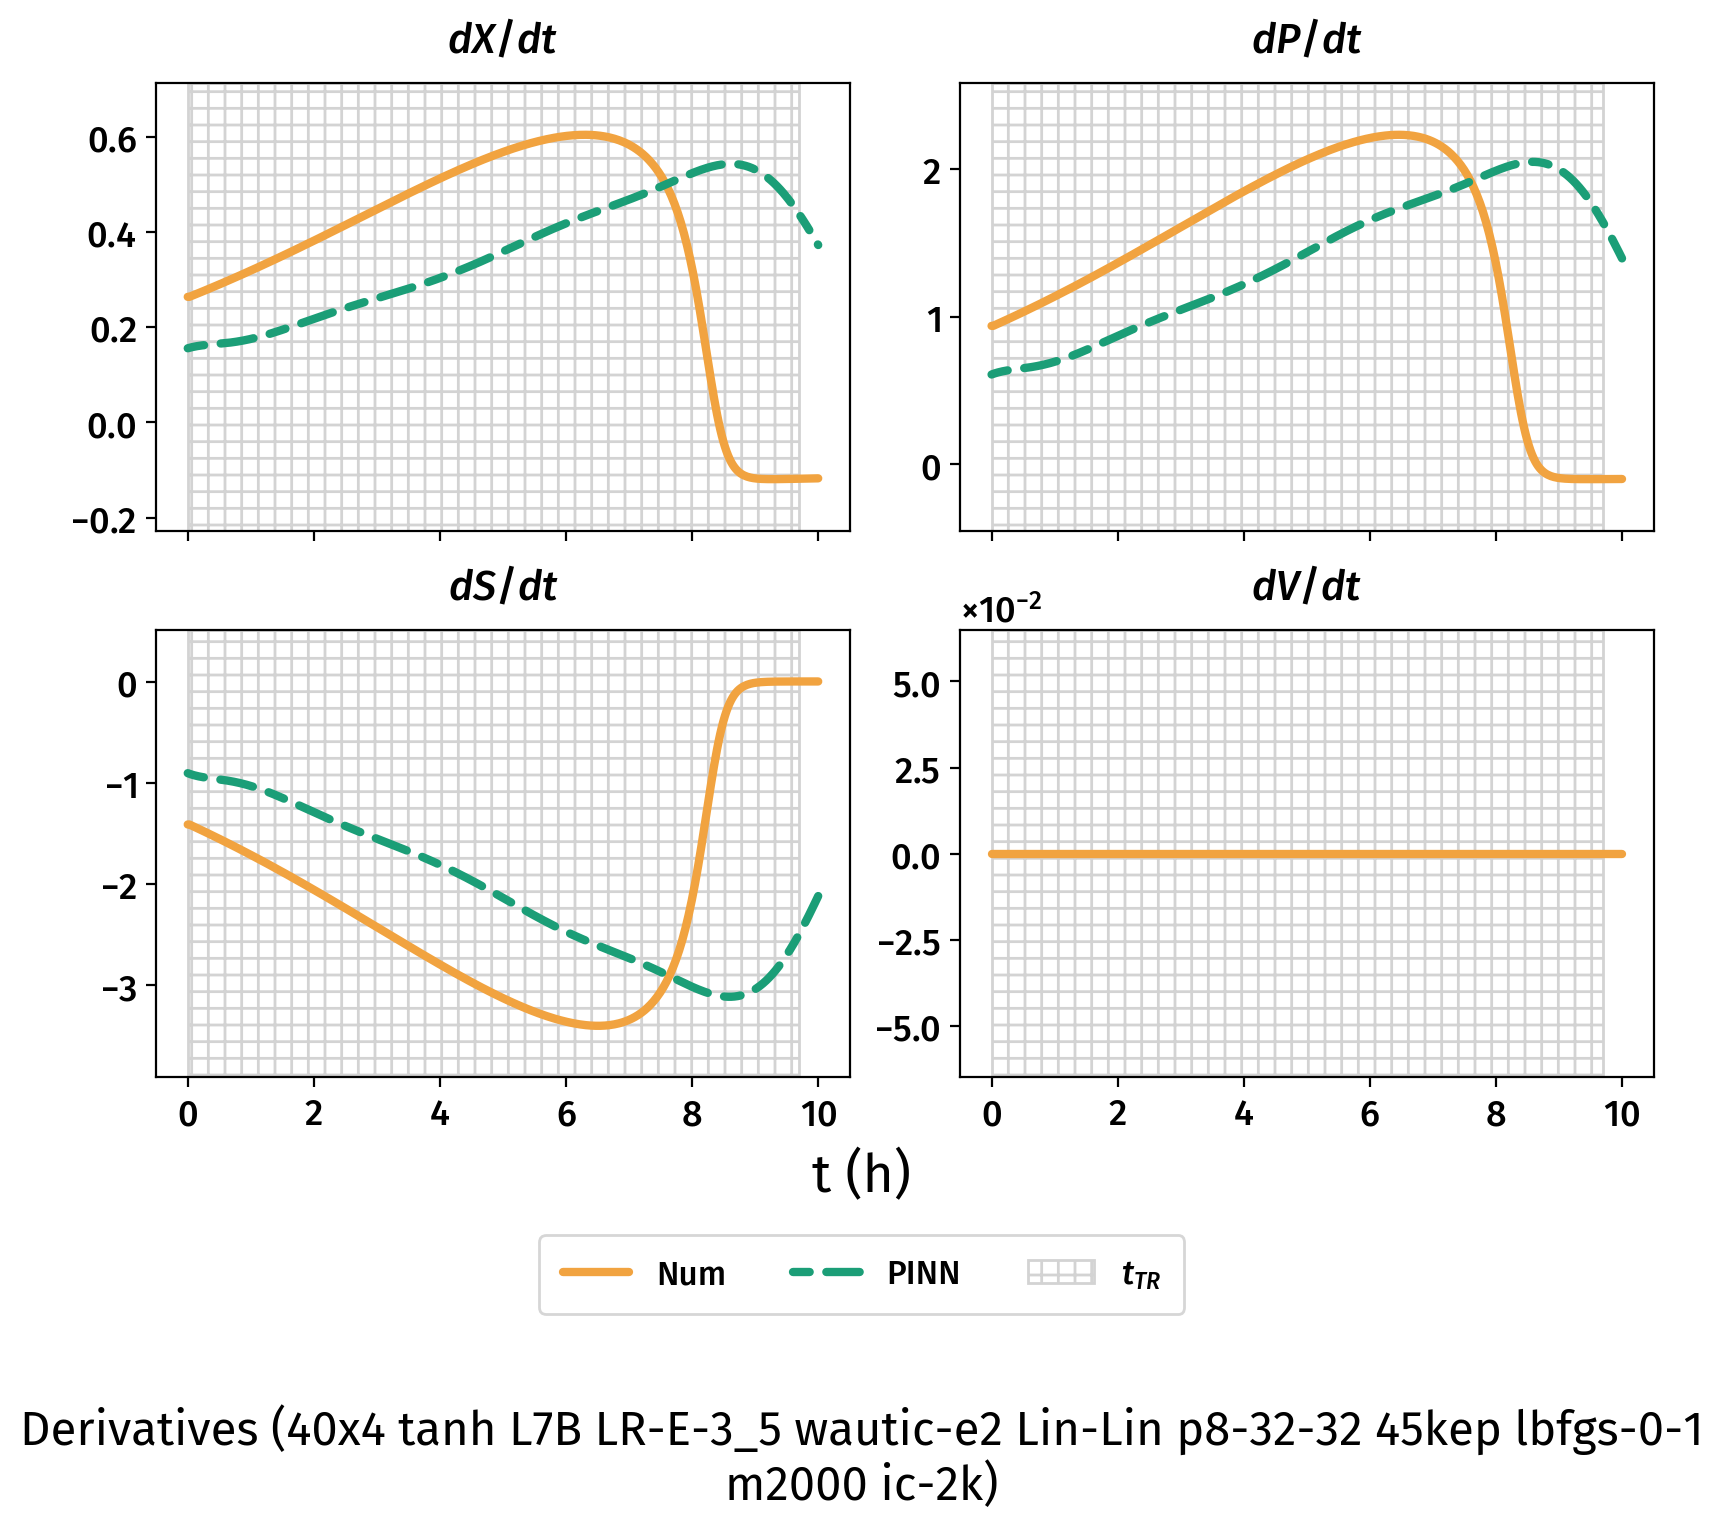 dX/dt
dP/dt
0.6
0.4
0.2
0.0
−0.2
2
1
0
dS/dt
dV/dt
×10⁻²
0
−1
−2
−3
5.0
2.5
0.0
−2.5
−5.0
0 2 4 6 8 10
0 2 4 6 8 10
t (h)
Num PINN t_TR
Derivatives (40x4 tanh L7B LR-E-3_5 wautic-e2 Lin-Lin p8-32-32 45kep lbfgs-0-1
m2000 ic-2k)